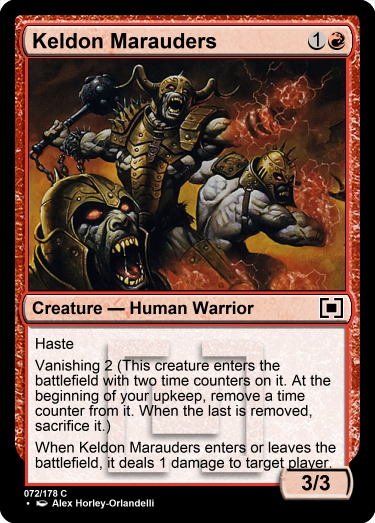 Keldon Marauders 1
Creature — Human Warrior
Haste
Vanishing 2 (This creature enters the
battlefield with two time counters on it. At the
beginning of your upkeep, remove a time
counter from it. When the last is removed,
sacrifice it.)
When Keldon Marauders enters or leaves the
battlefield, it deals 1 damage to target player.
3/3
072/178 C
• Alex Horley-Orlandelli